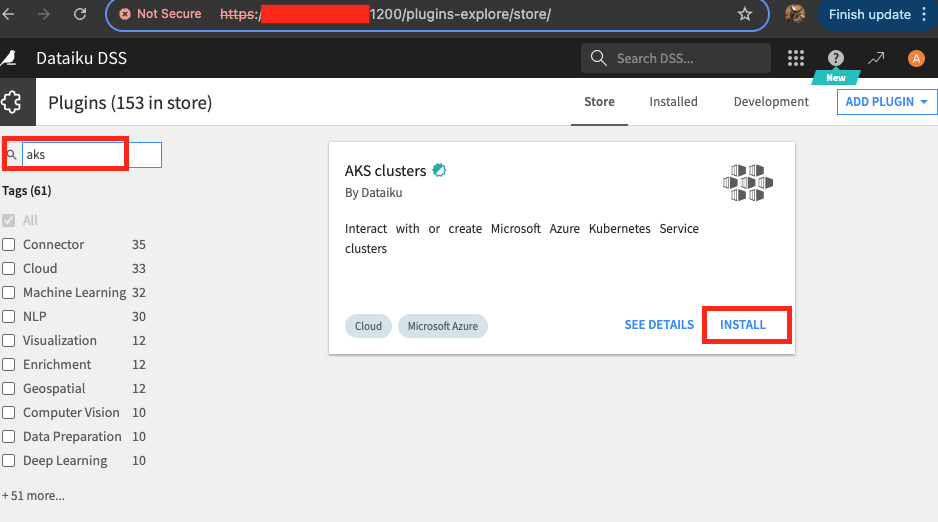 Not Secure https:/ 1200/plugins-explore/store/ Finish update
Dataiku DSS Search DSS... ? A
New
Plugins (153 in store) Store Installed Development ADD PLUGIN
aks
Tags (61)
All
Connector 35
Cloud 33
Machine Learning 32
NLP 30
Visualization 12
Enrichment 12
Geospatial 12
Computer Vision 10
Data Preparation 10
Deep Learning 10
+ 51 more...
AKS clusters
By Dataiku
Interact with or create Microsoft Azure Kubernetes Service
clusters
Cloud Microsoft Azure SEE DETAILS INSTALL